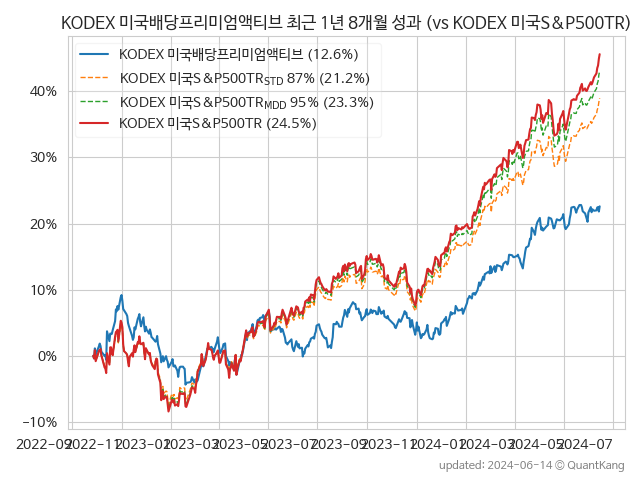 KODEX 미국배당프리미엄액티브 최근 1년 8개월 성과 (vs KODEX 미국S&P500TR)
KODEX 미국배당프리미엄액티브 (12.6%)
KODEX 미국S&P500TR STD 87% (21.2%)
KODEX 미국S&P500TR MDD 95% (23.3%)
KODEX 미국S&P500TR (24.5%)
40%
30%
20%
10%
0%
-10%
2022-09 2022-11 2023-01 2023-03 2023-05 2023-07 2023-09 2023-11 2024-01 2024-03 2024-05 2024-07
updated: 2024-06-14 © QuantKang